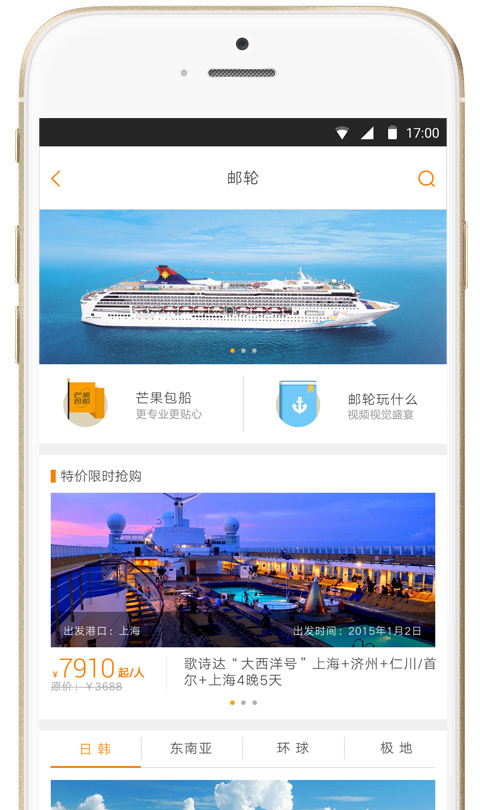 17:00
邮轮
芒果包船
更专业更贴心
芒果
包船
邮轮玩什么
视频视觉盛宴
特价限时抢购
出发港口：上海
出发时间：2015年1月2日
¥7910起/人
原价：￥3688
歌诗达“大西洋号”上海+济州+仁川/首
尔+上海4晚5天
日韩
东南亚
环球
极地